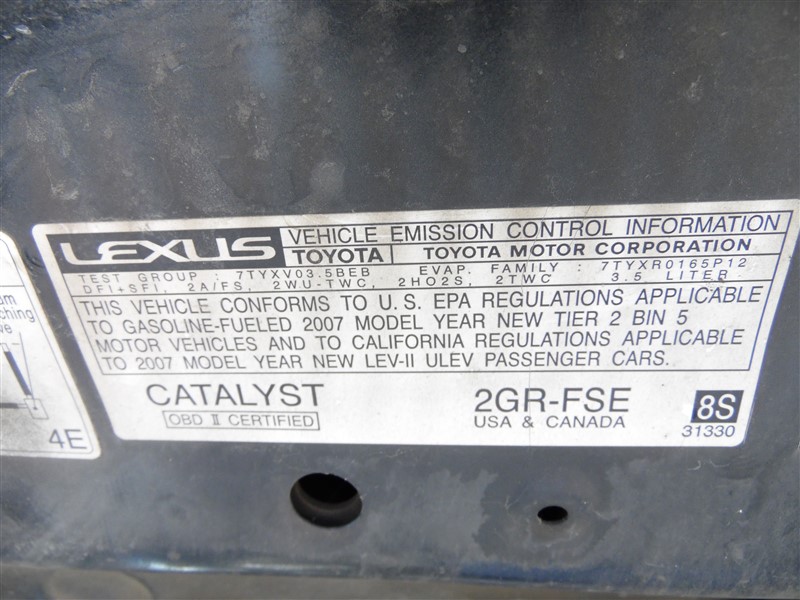 LEXUS VEHICLE EMISSION CONTROL INFORMATION
TOYOTA TOYOTA MOTOR CORPORATION
TEST GROUP : 7TYXV03.5BEB EVAP. FAMILY : 7TYXR0165P12
DFI+SFI, 2A/FS, 2WU-TWC, 2HO2S, 2TWC 3.5 LITER
THIS VEHICLE CONFORMS TO U.S. EPA REGULATIONS APPLICABLE
TO GASOLINE-FUELED 2007 MODEL YEAR NEW TIER 2 BIN 5
MOTOR VEHICLES AND TO CALIFORNIA REGULATIONS APPLICABLE
TO 2007 MODEL YEAR NEW LEV-II ULEV PASSENGER CARS.
CATALYST 2GR-FSE 8S
OBD II CERTIFIED USA & CANADA 31330
4E